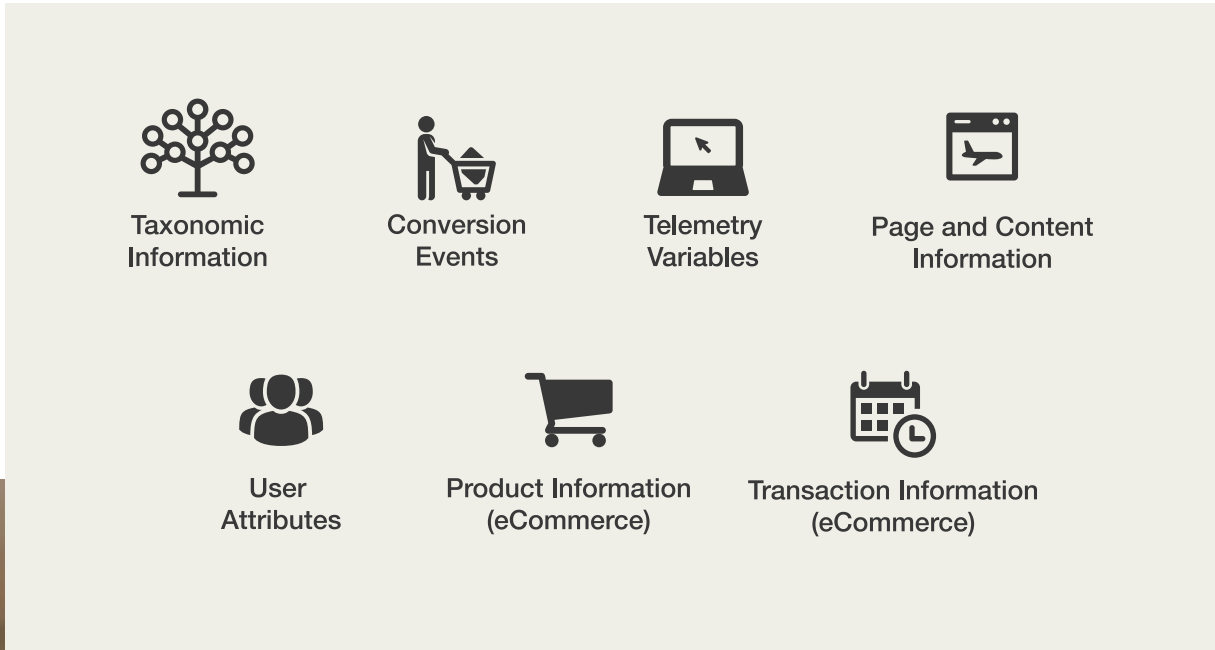 Taxonomic
Information
Conversion
Events
Telemetry
Variables
Page and Content
Information
User
Attributes
Product Information
(eCommerce)
Transaction Information
(eCommerce)